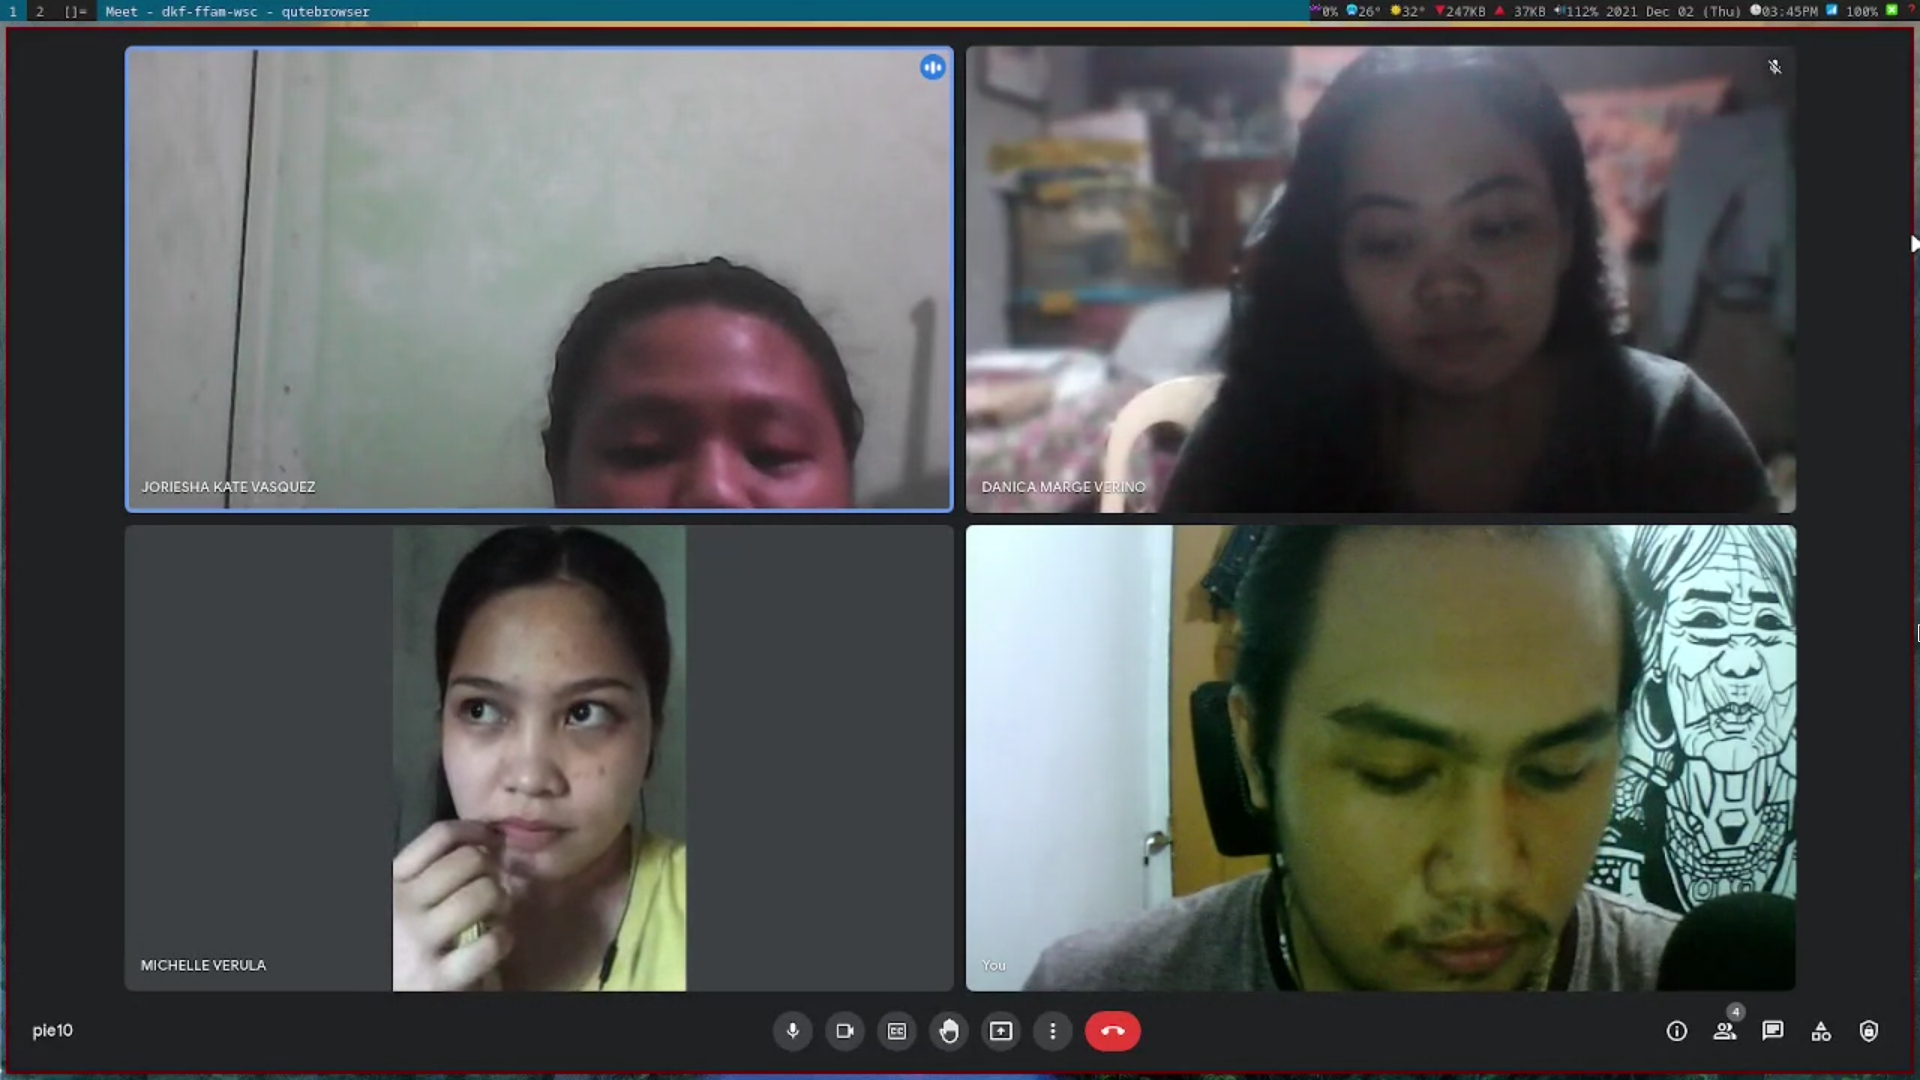 1 2 []= Meet - dkf-ffam-wsc - qutebrowser 0% 26° 32° 247KB 37KB 112% 2021 Dec 02 (Thu) 03:45PM 100% ?
JORIESHA KATE VASQUEZ
DANICA MARGE VERINO
MICHELLE VERULA
You
pie10
4